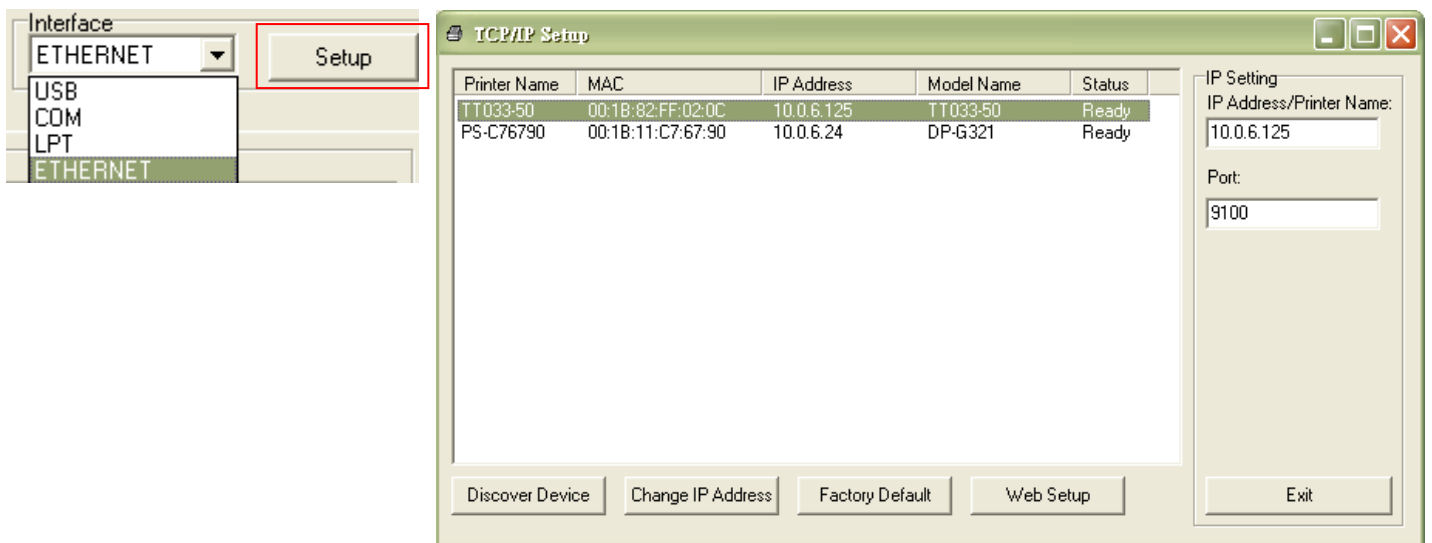 Interface
ETHERNET
Setup
USB
COM
LPT
ETHERNET
TCP/IP Setup
Printer Name MAC IP Address Model Name Status
TT033-50 00:1B:82:FF:02:0C 10.0.6.125 TT033-50 Ready
PS-C76790 00:1B:11:C7:67:90 10.0.6.24 DP-G321 Ready
IP Setting
IP Address/Printer Name:
10.0.6.125
Port:
9100
Discover Device Change IP Address Factory Default Web Setup Exit